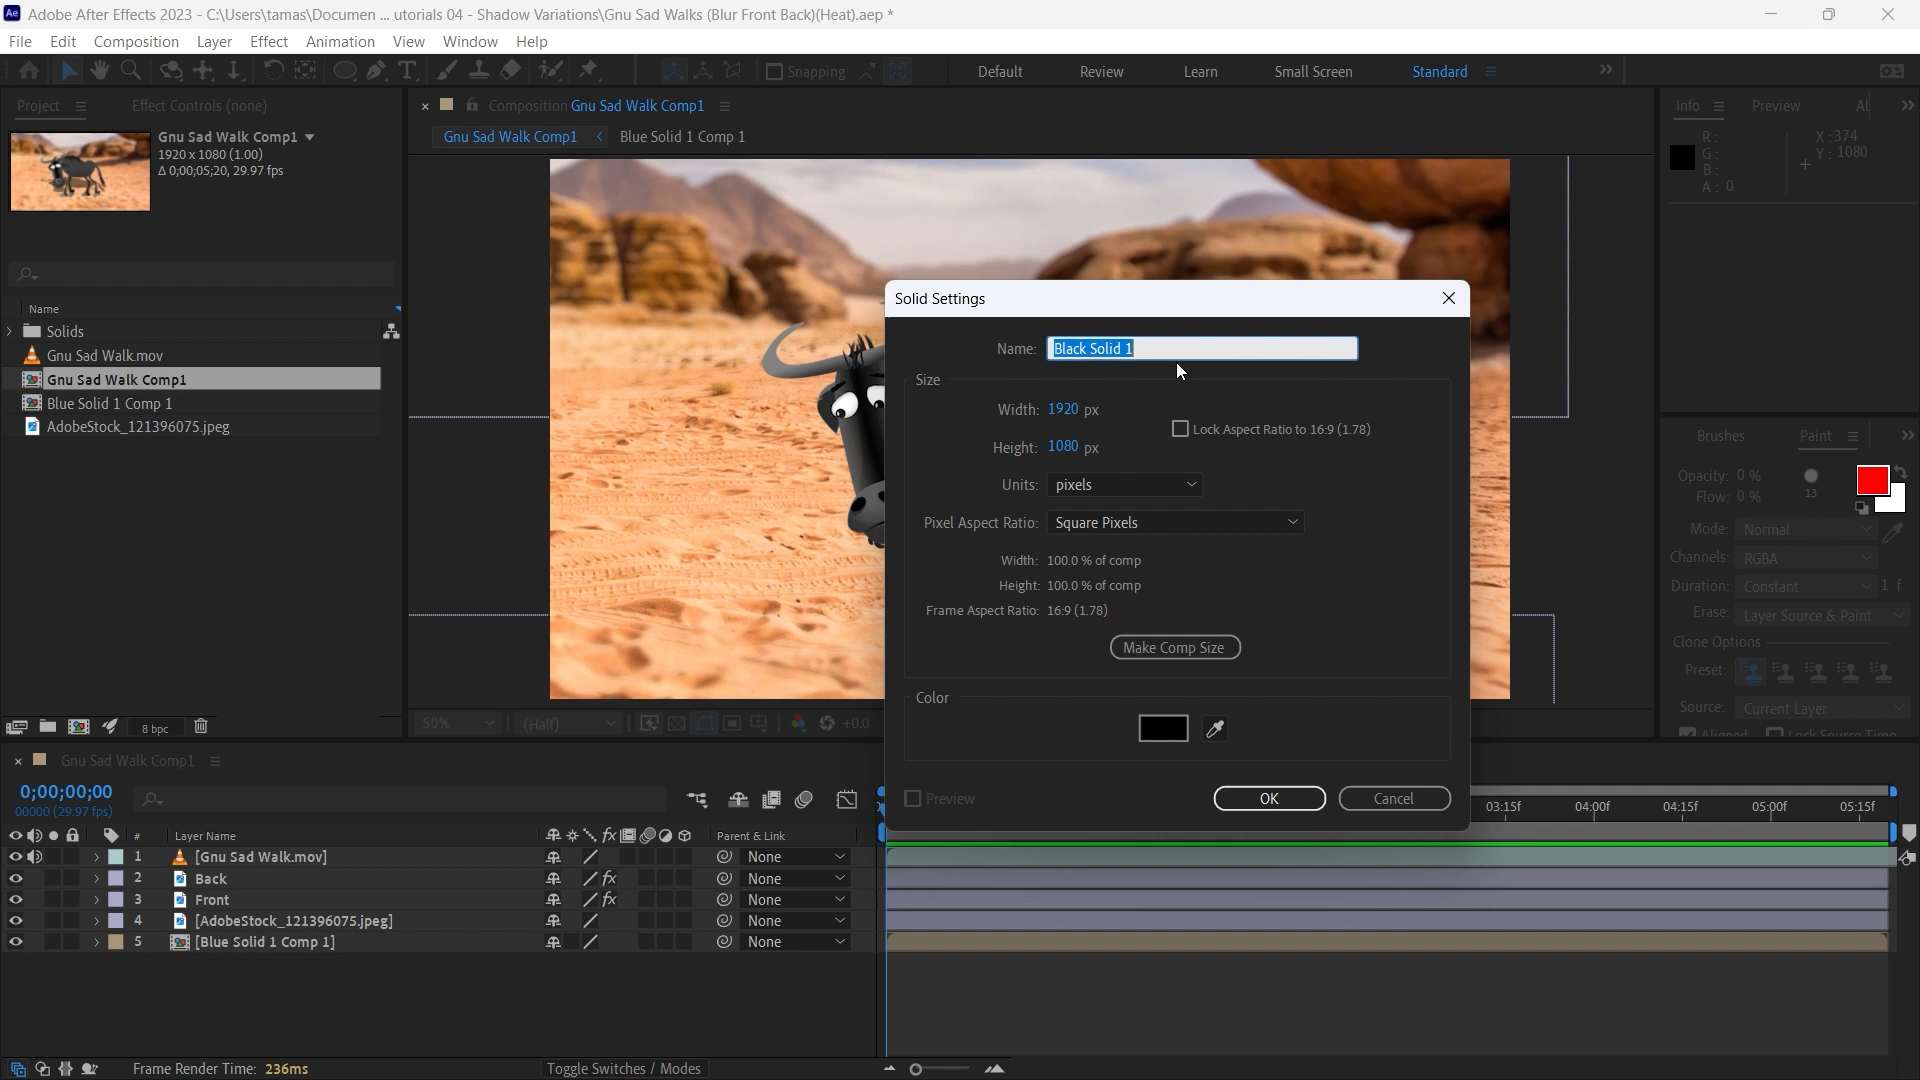 Adobe After Effects 2023 - C:\Users\tamas\Documen ... utorials 04 - Shadow Variations\Gnu Sad Walks (Blur Front Back)(Heat).aep *
File Edit Composition Layer Effect Animation View Window Help
Snapping Default Review Learn Small Screen Standard
Project Effect Controls (none)
Gnu Sad Walk Comp1
1920 x 1080 (1.00)
Δ 0;00;05;20, 29.97 fps
Name
Solids
Gnu Sad Walk.mov
Gnu Sad Walk Comp1
Blue Solid 1 Comp 1
AdobeStock_121396075.jpeg
8 bpc
Composition Gnu Sad Walk Comp1
Gnu Sad Walk Comp1 < Blue Solid 1 Comp 1
50% (Half) +0.0
Solid Settings
Name: Black Solid 1
Size
Width: 1920 px
Lock Aspect Ratio to 16:9 (1.78)
Height: 1080 px
Units: pixels
Pixel Aspect Ratio: Square Pixels
Width: 100.0 % of comp
Height: 100.0 % of comp
Frame Aspect Ratio: 16:9 (1.78)
Make Comp Size
Color
Preview OK Cancel
Info Preview
R: X : 374
G: Y : 1080
B:
A: 0
Brushes Paint
Opacity: 0 %
Flow: 0 %
13
Mode: Normal
Channels: RGBA
Duration: Constant 1 f
Erase: Layer Source & Paint
Clone Options
Preset:
Source: Current Layer
Aligned Lock Source Time
Gnu Sad Walk Comp1
0;00;00;00
00000 (29.97 fps)
03:15f 04:00f 04:15f 05:00f 05:15f
# Layer Name fx Parent & Link
1 [Gnu Sad Walk.mov] None
2 Back fx None
3 Front fx None
4 [AdobeStock_121396075.jpeg] None
5 [Blue Solid 1 Comp 1] None
Frame Render Time: 236ms
Toggle Switches / Modes